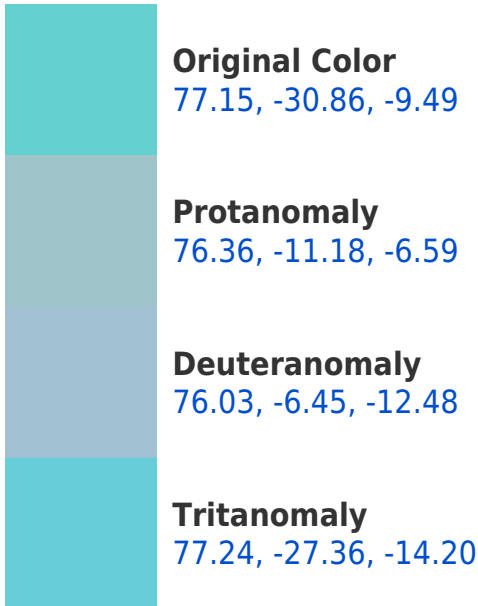 Original Color
77.15, -30.86, -9.49
Protanomaly
76.36, -11.18, -6.59
Deuteranomaly
76.03, -6.45, -12.48
Tritanomaly
77.24, -27.36, -14.20